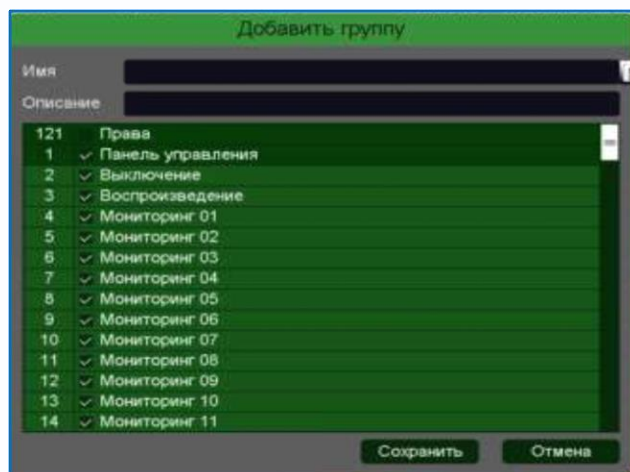 Добавить группу
Имя
Описание
121 Права
1 Панель управления
2 Выключение
3 Воспроизведение
4 Мониторинг 01
5 Мониторинг 02
6 Мониторинг 03
7 Мониторинг 04
8 Мониторинг 05
9 Мониторинг 06
10 Мониторинг 07
11 Мониторинг 08
12 Мониторинг 09
13 Мониторинг 10
14 Мониторинг 11
Сохранить Отмена